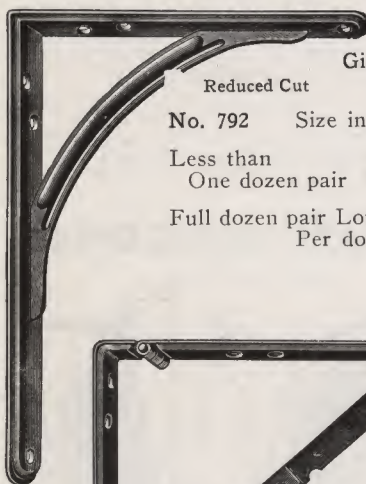 Gi
Reduced Cut
No. 792 Size in
Less than
One dozen pair
Full dozen pair Lo
Per do